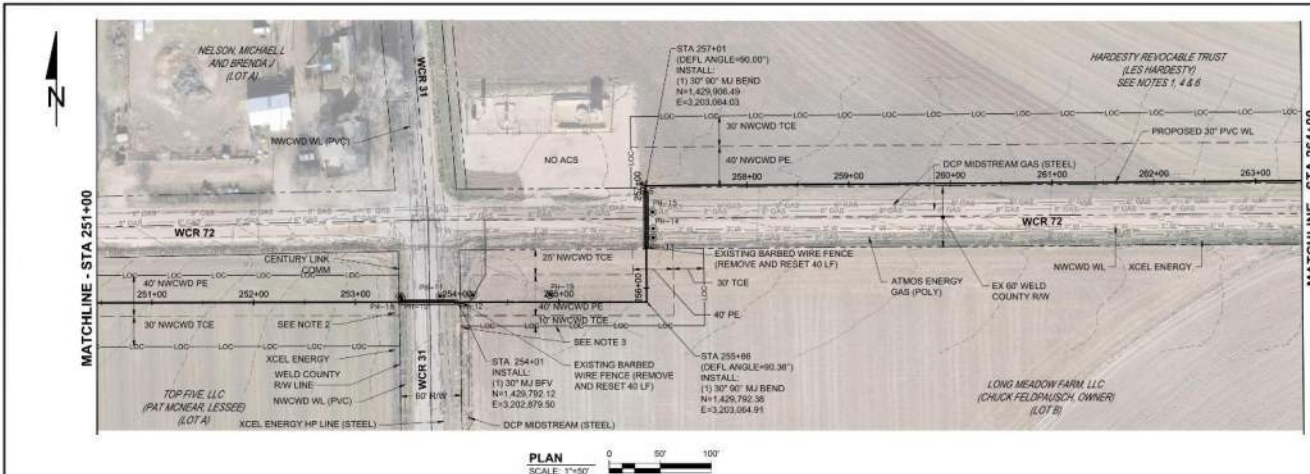 N
MATCHLINE - STA 251+00
NELSON, MICHAEL L
AND BRENDA J
(LOT A)
NWCWD WL (PVC)
WCR 31
NO ACS
STA 257+01
(DEFL ANGLE=90.00°)
INSTALL:
(1) 30" 90° MJ BEND
N=1,429,906.49
E=3,203,064.03
HARDESTY REVOCABLE TRUST
(LES HARDESTY)
SEE NOTES 1, 4 & 6
LOC
30' NWCWD TCE
40' NWCWD PE.
PROPOSED 30" PVC WL
DCP MIDSTREAM GAS (STEEL)
257+00
258+00
259+00
260+00
261+00
262+00
263+00
WCR 72
WCR 72
PH-15
PH-14
CENTURY LINK
COMM
25' NWCWD TCE
EXISTING BARBED WIRE FENCE
(REMOVE AND RESET 40 LF)
30' TCE
40' PE.
ATMOS ENERGY
GAS (POLY)
EX 60' WELD
COUNTY R/W
NWCWD WL
XCEL ENERGY
40' NWCWD PE
251+00
252+00
253+00
254+00
255+00
256+00
30' NWCWD TCE
SEE NOTE 2
40' NWCWD PE
10' NWCWD TCE
SEE NOTE 3
XCEL ENERGY
WELD COUNTY
R/W LINE
NWCWD WL (PVC)
WCR 31
60' R/W
XCEL ENERGY HP LINE (STEEL)
DCP MIDSTREAM (STEEL)
STA. 254+01
INSTALL:
(1) 30" MJ BFV
N=1,429,792.12
E=3,202,879.50
EXISTING BARBED
WIRE FENCE (REMOVE
AND RESET 40 LF)
STA 255+86
(DEFL ANGLE=90.38°)
INSTALL:
(1) 30" 90° MJ BEND
N=1,429,792.38
E=3,203,064.91
TOP FIVE, LLC
(PAT MCNEAR, LESSEE)
(LOT A)
LONG MEADOW FARM, LLC
(CHUCK FELDPAUSCH, OWNER)
(LOT B)
PLAN
SCALE: 1"=50'
0 50' 100'